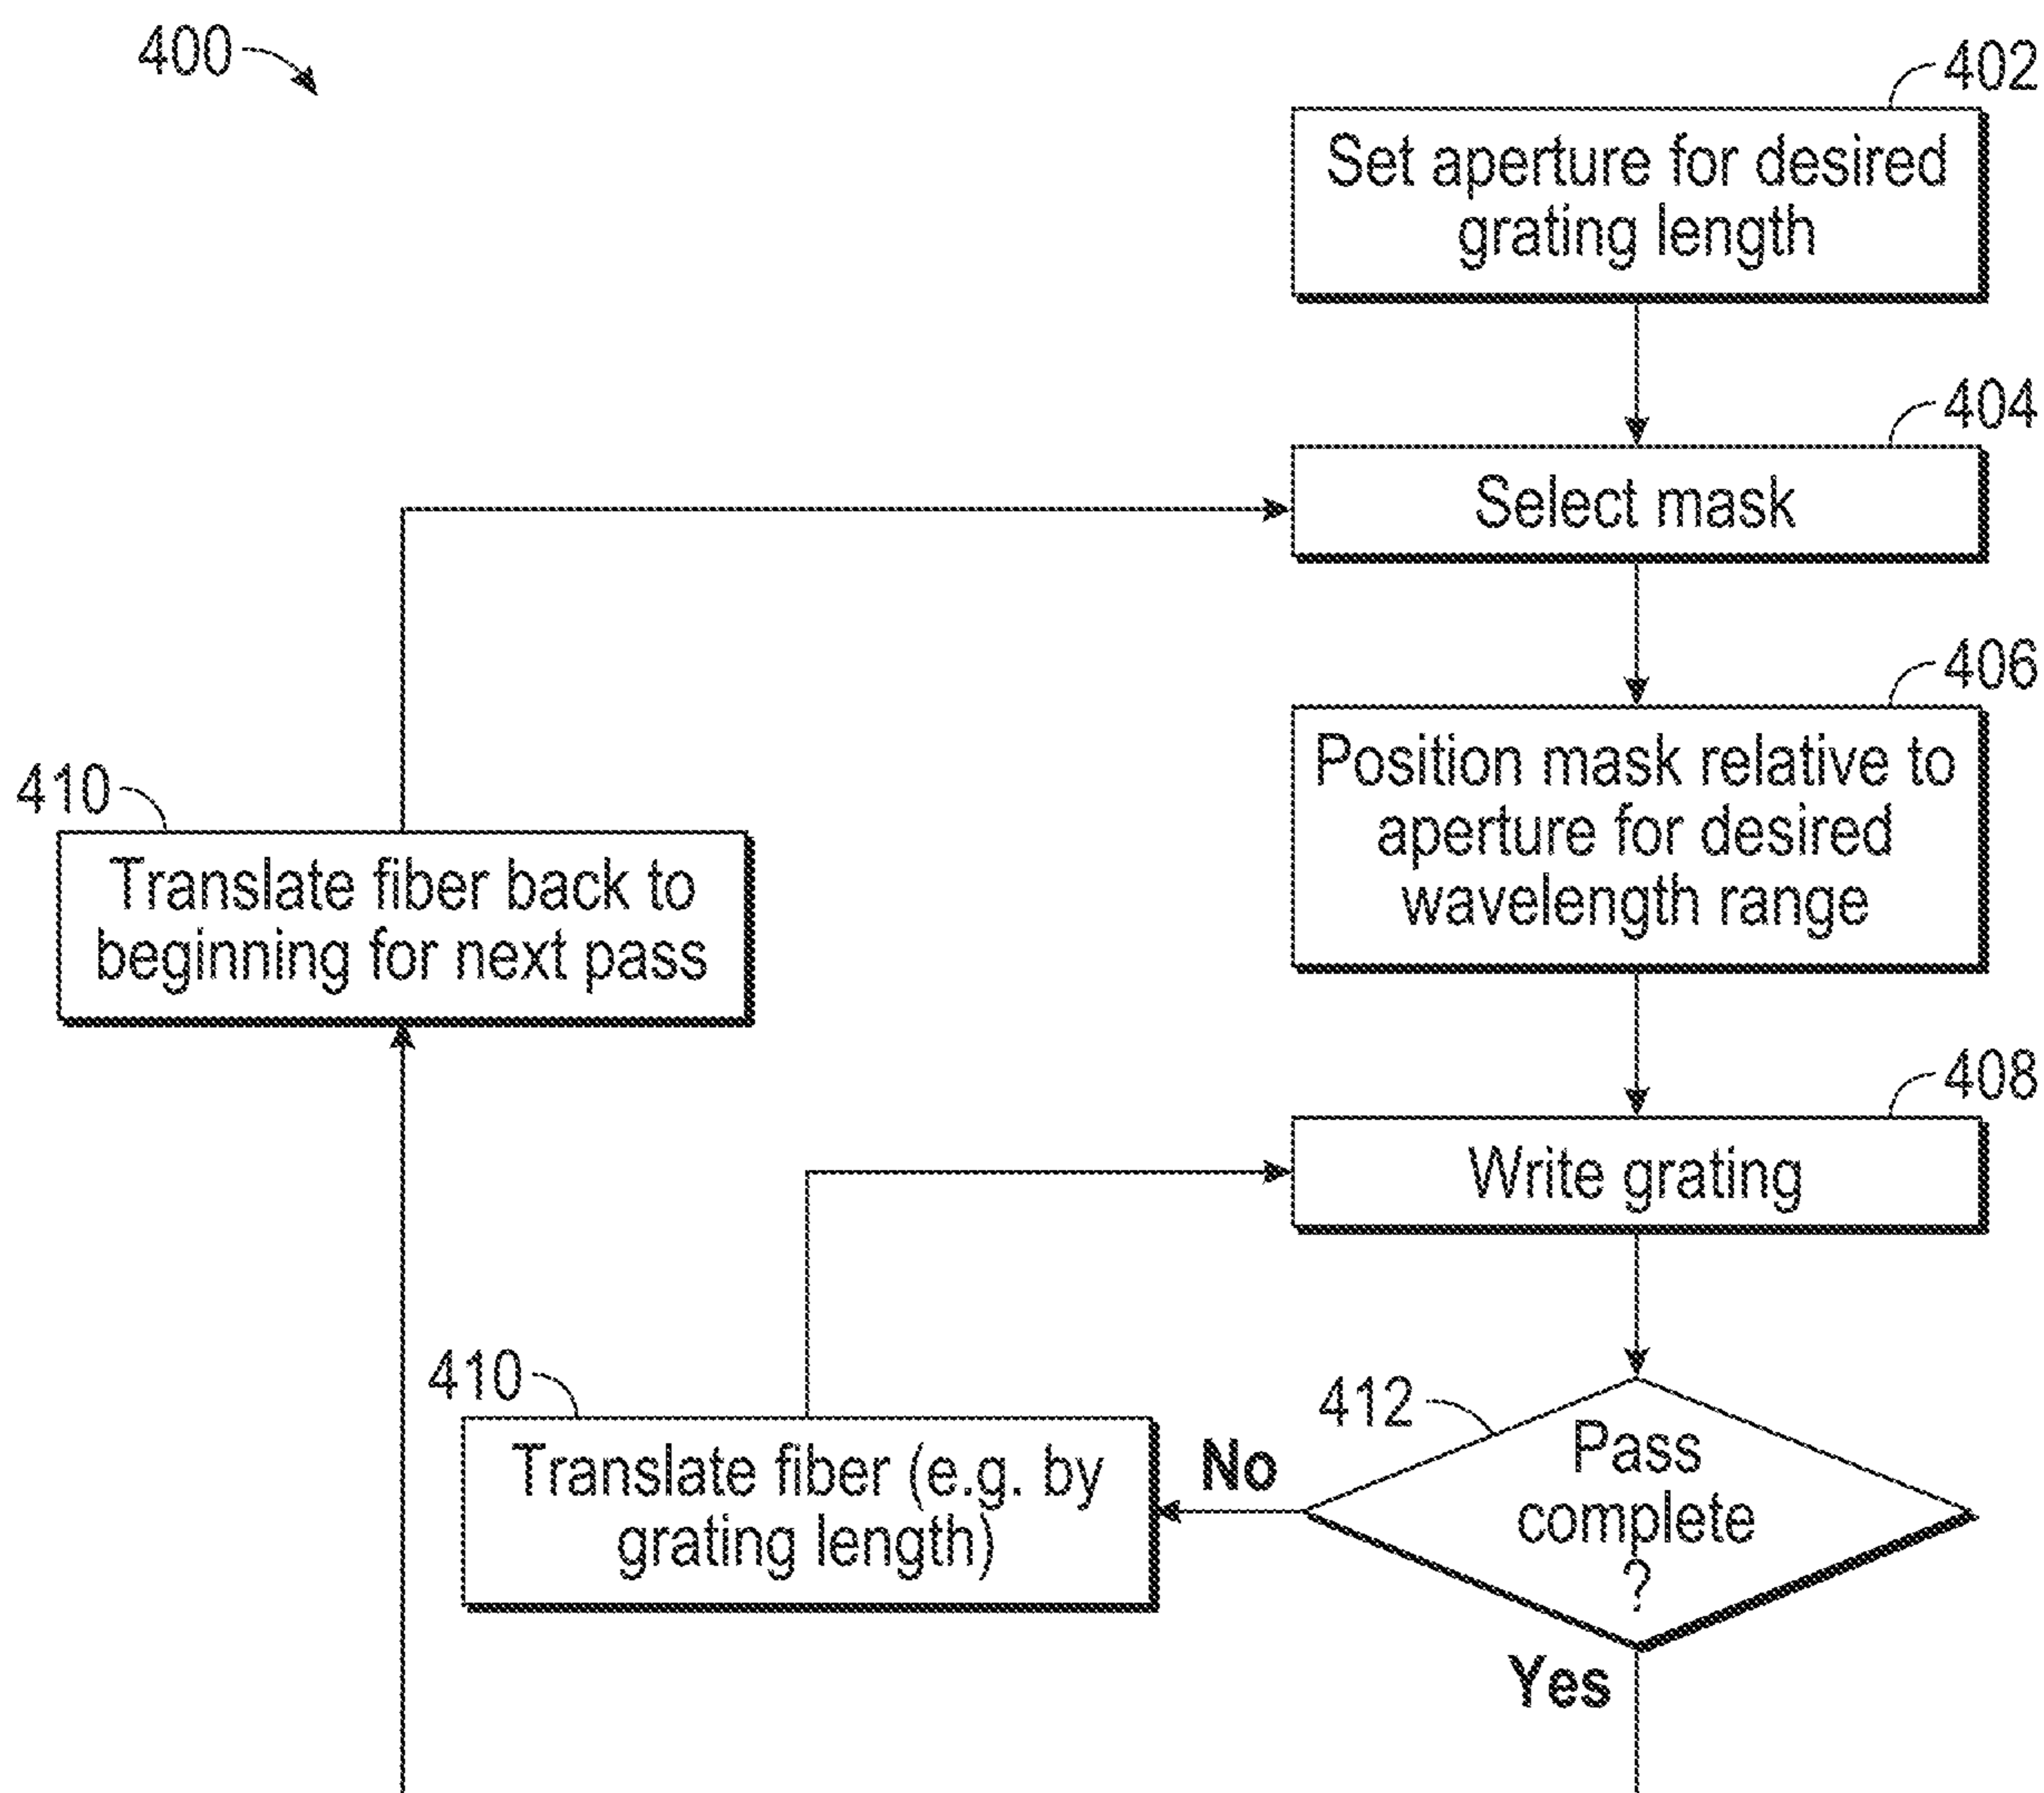 400
402
Set aperture for desired
grating length
404
Select mask
406
Position mask relative to
aperture for desired
wavelength range
410
Translate fiber back to
beginning for next pass
408
Write grating
410
Translate fiber (e.g. by
grating length)
No
412
Pass
complete
?
Yes